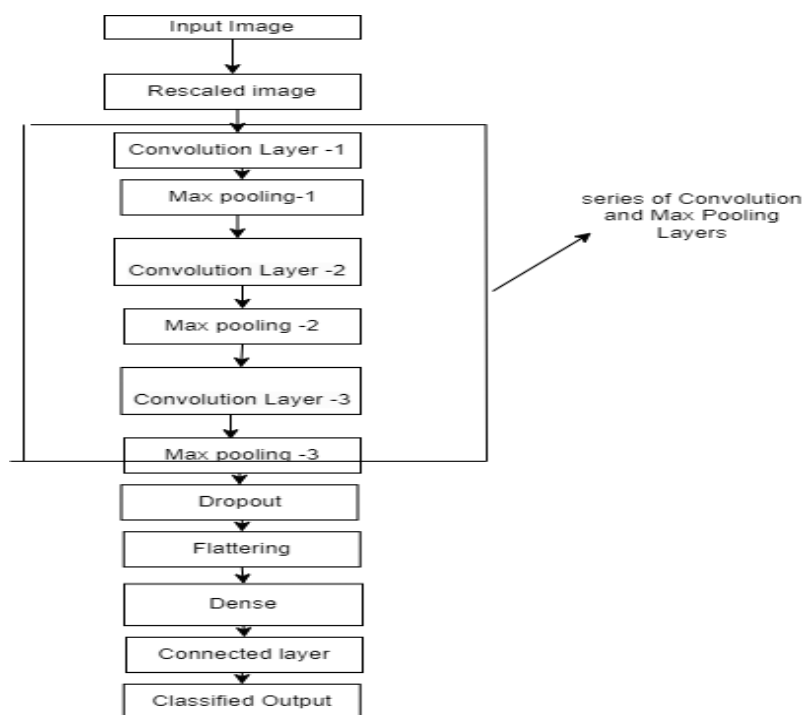 Input Image
Rescaled image
Convolution Layer -1
Max pooling-1
Convolution Layer -2
Max pooling -2
Convolution Layer -3
Max pooling -3
Dropout
Flattering
Dense
Connected layer
Classified Output
series of Convolution
and Max Pooling
Layers